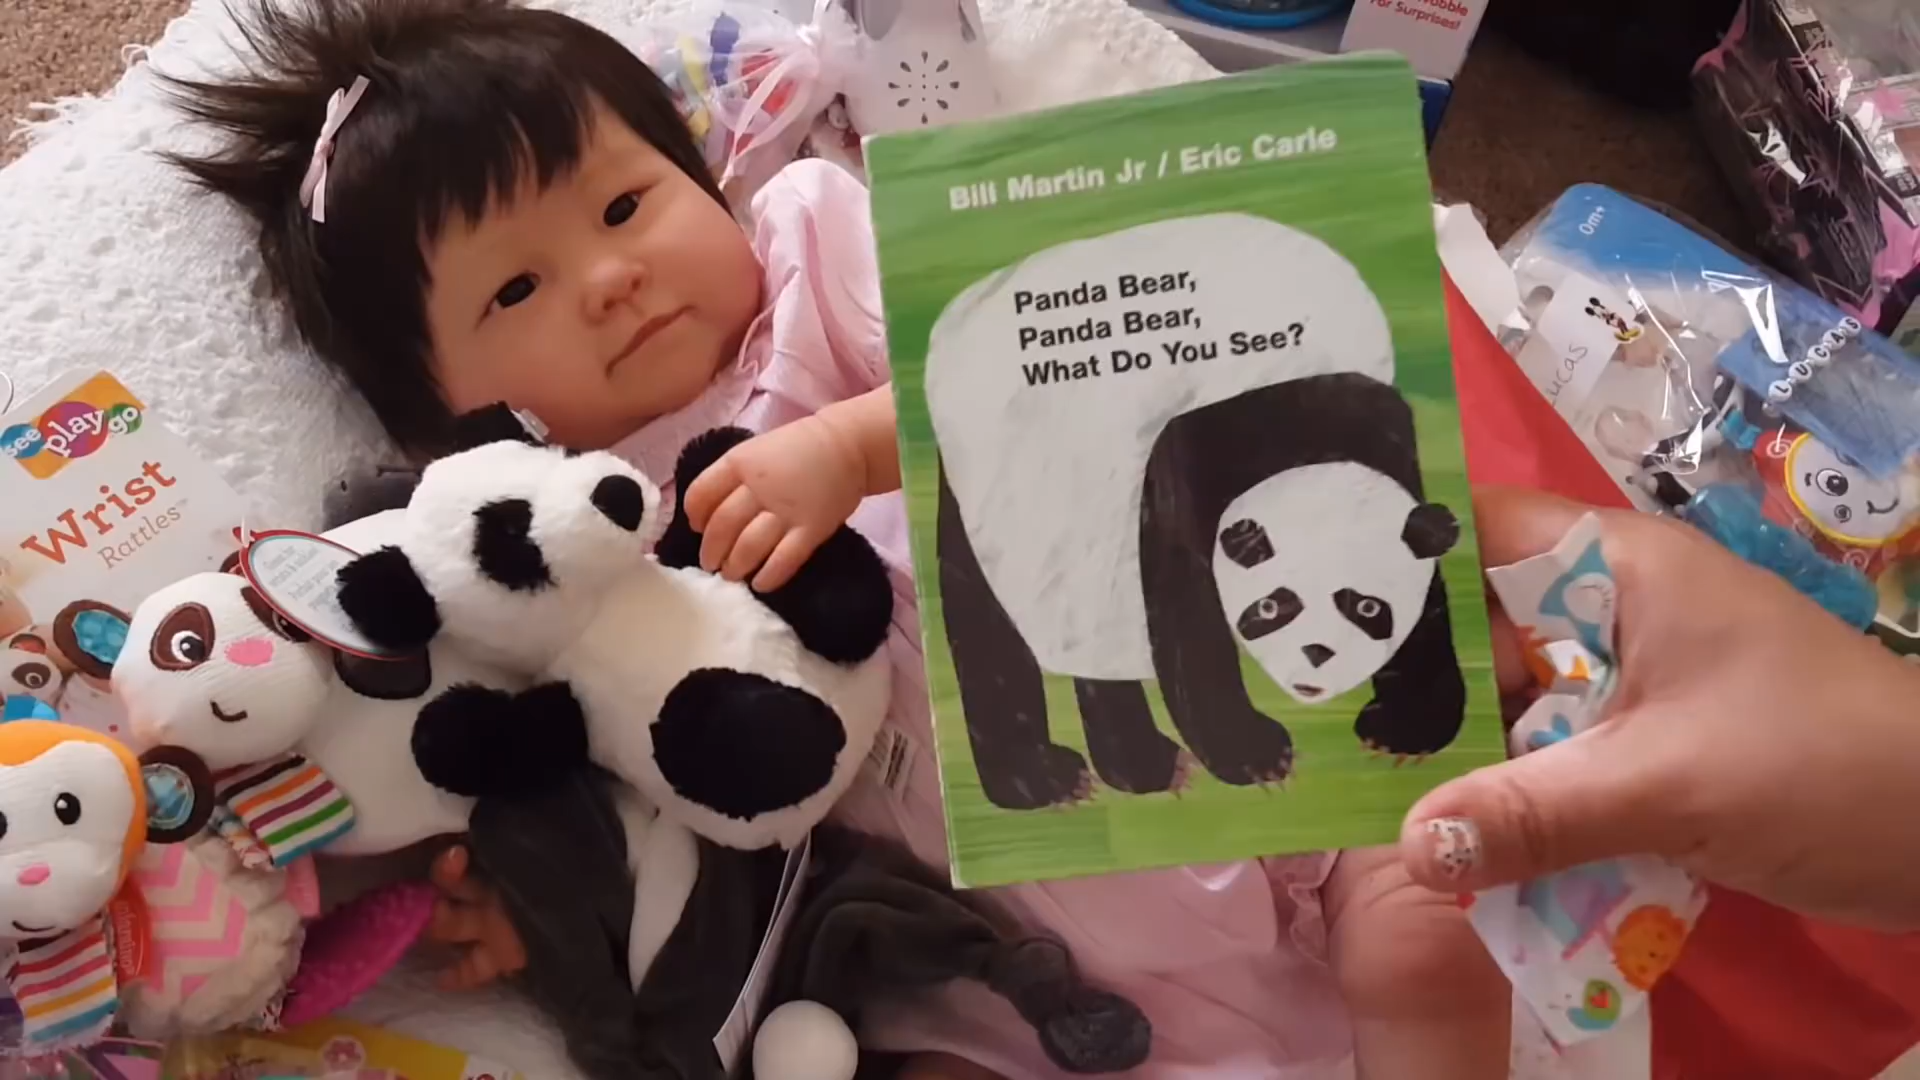 Bill Martin Jr / Eric Carle
Panda Bear,
Panda Bear,
What Do You See?
see
play
go
Wrist
Rattles™
For Surprises!
0m+
LUCAS